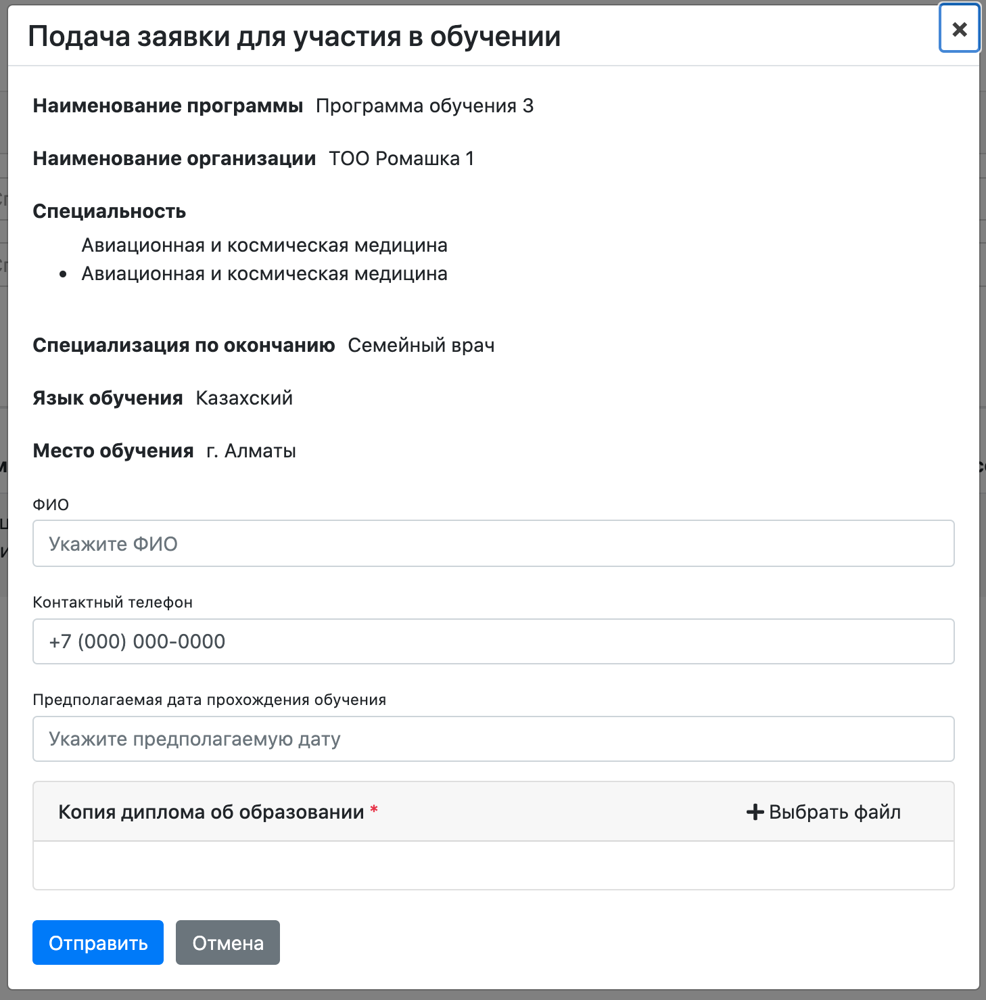 Подача заявки для участия в обучении
Наименование программы Программа обучения 3
Наименование организации ТОО Ромашка 1
Специальность
Авиационная и космическая медицина
• Авиационная и космическая медицина
Специализация по окончанию Семейный врач
Язык обучения Казахский
Место обучения г. Алматы
ФИО
Укажите ФИО
Контактный телефон
+7 (000) 000-0000
Предполагаемая дата прохождения обучения
Укажите предполагаемую дату
Копия диплома об образовании * Выбрать файл
Отправить Отмена